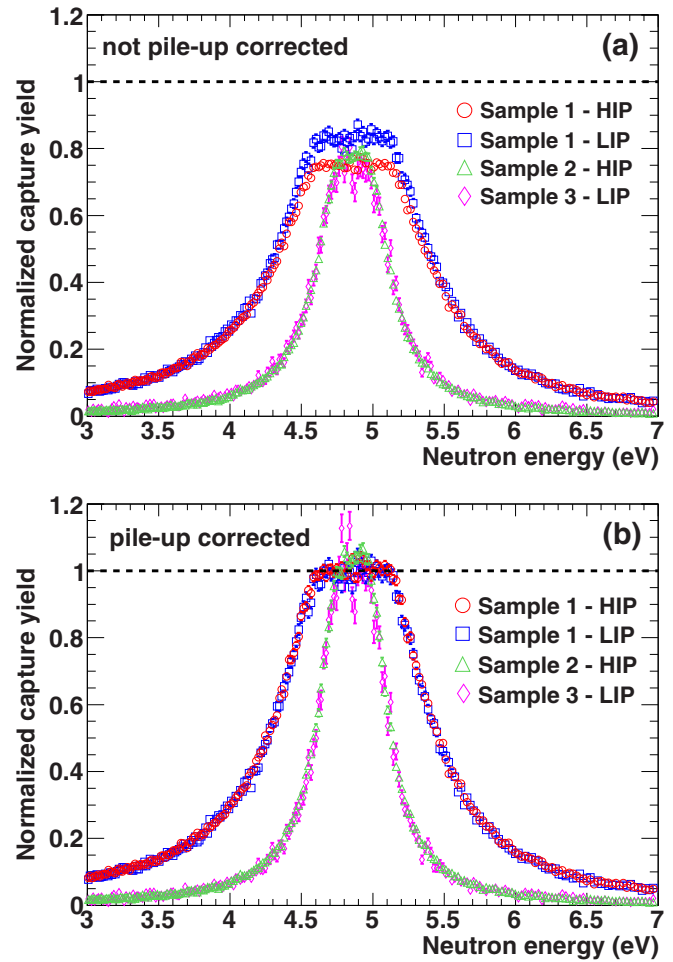 1.2
not pile-up corrected
(a)
1
Sample 1 - HIP
Sample 1 - LIP
0.8
Sample 2 - HIP
Sample 3 - LIP
0.6
0.4
0.2
0
3 3.5 4 4.5 5 5.5 6 6.5 7
Normalized capture yield
Neutron energy (eV)
1.2
pile-up corrected
(b)
1
Sample 1 - HIP
Sample 1 - LIP
0.8
Sample 2 - HIP
Sample 3 - LIP
0.6
0.4
0.2
0
3 3.5 4 4.5 5 5.5 6 6.5 7
Normalized capture yield
Neutron energy (eV)